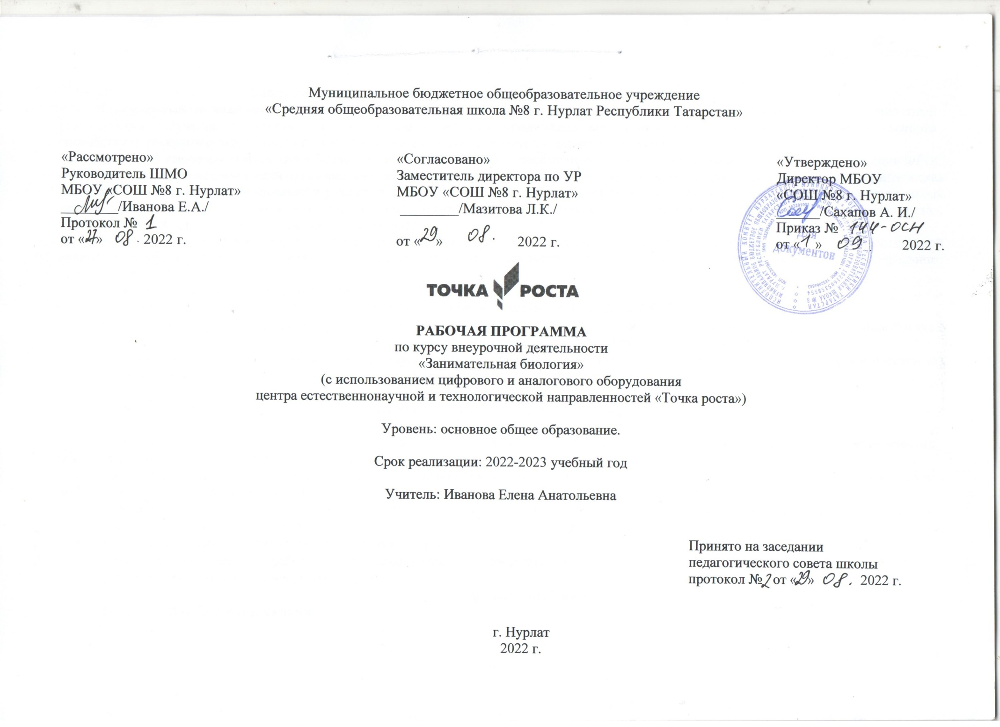 Муниципальное бюджетное общеобразовательное учреждение
«Средняя общеобразовательная школа №8 г. Нурлат Республики Татарстан»
«Рассмотрено»
Руководитель ШМО
МБОУ «СОШ №8 г. Нурлат»
________/Иванова Е.А./
Протокол № 1
от «27» 08 . 2022 г.
«Согласовано»
Заместитель директора по УР
МБОУ «СОШ №8 г. Нурлат»
________/Мазитова Л.К./
от «29» 08. 2022 г.
«Утверждено»
Директор МБОУ
«СОШ №8 г. Нурлат»
______/Сахапов А. И./
Приказ № 144-осн
от «1» 09. 2022 г.
Для
документов
ТОЧКА РОСТА
РАБОЧАЯ ПРОГРАММА
по курсу внеурочной деятельности
«Занимательная биология»
(с использованием цифрового и аналогового оборудования
центра естественнонаучной и технологической направленностей «Точка роста»)
Уровень: основное общее образование.
Срок реализации: 2022-2023 учебный год
Учитель: Иванова Елена Анатольевна
Принято на заседании
педагогического совета школы
протокол №2 от «29» 08. 2022 г.
г. Нурлат
2022 г.